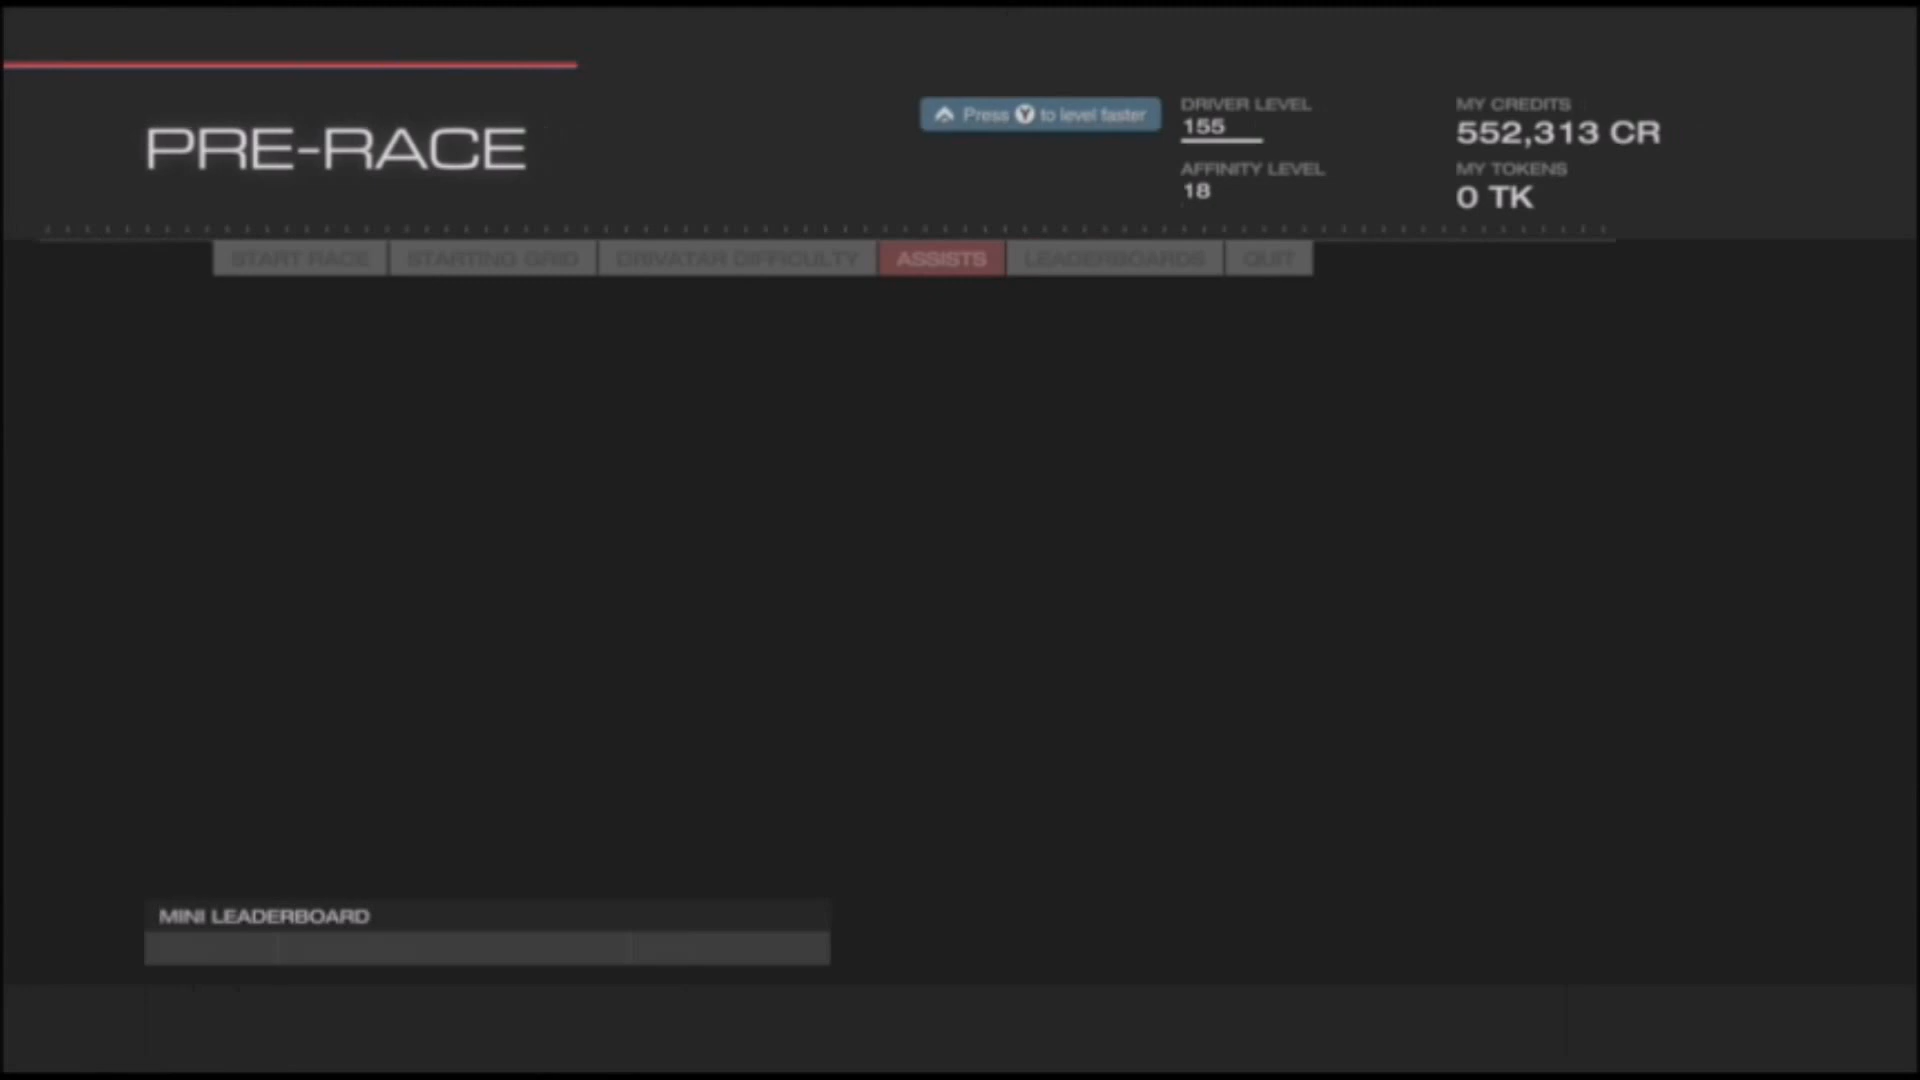 PRE-RACE
Press Y to level faster
DRIVER LEVEL
155
AFFINITY LEVEL
18
MY CREDITS
552,313 CR
MY TOKENS
0 TK
START RACE
STARTING GRID
DRIVATAR DIFFICULTY
ASSISTS
LEADERBOARDS
QUIT
MINI LEADERBOARD